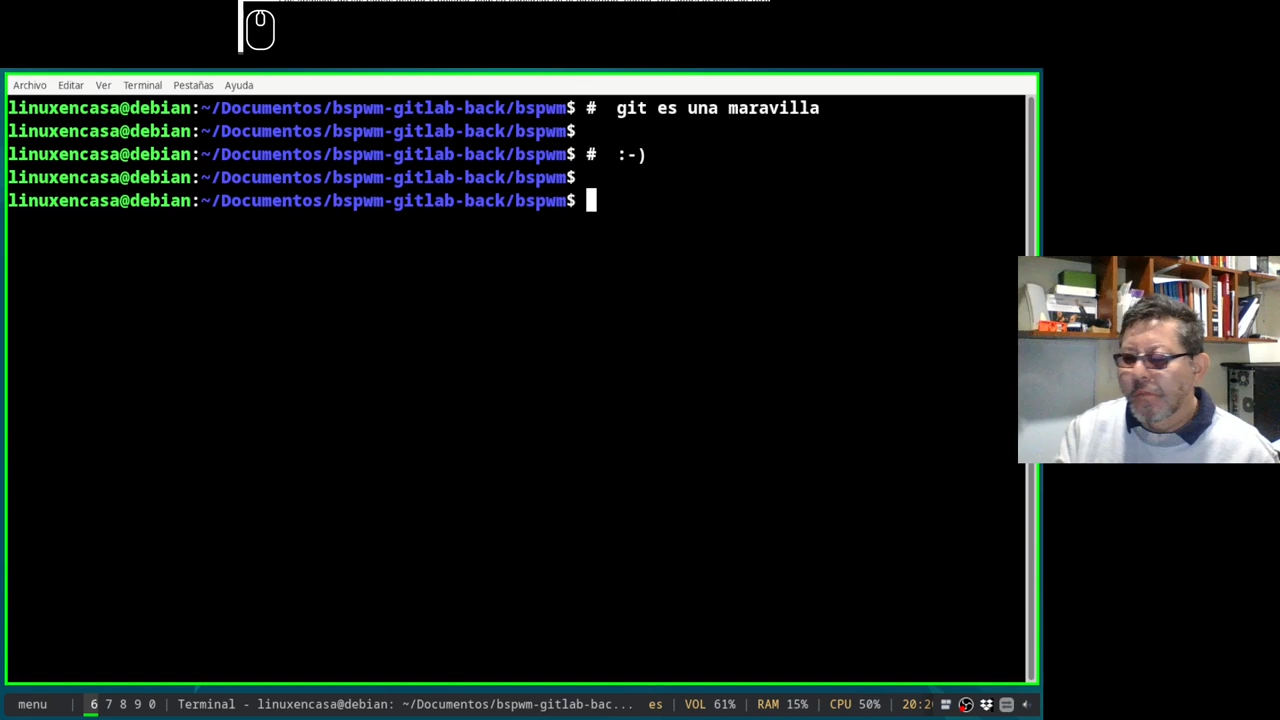 Archivo Editar Ver Terminal Pestañas Ayuda
linuxencasa@debian:~/Documentos/bspwm-gitlab-back/bspwm$ #  git es una maravilla
linuxencasa@debian:~/Documentos/bspwm-gitlab-back/bspwm$
linuxencasa@debian:~/Documentos/bspwm-gitlab-back/bspwm$ #  :-)
linuxencasa@debian:~/Documentos/bspwm-gitlab-back/bspwm$
linuxencasa@debian:~/Documentos/bspwm-gitlab-back/bspwm$
menu | 6 7 8 9 0 | Terminal - linuxencasa@debian: ~/Documentos/bspwm-gitlab-bac... es | VOL 61% | RAM 15% | CPU 50% | 20:20